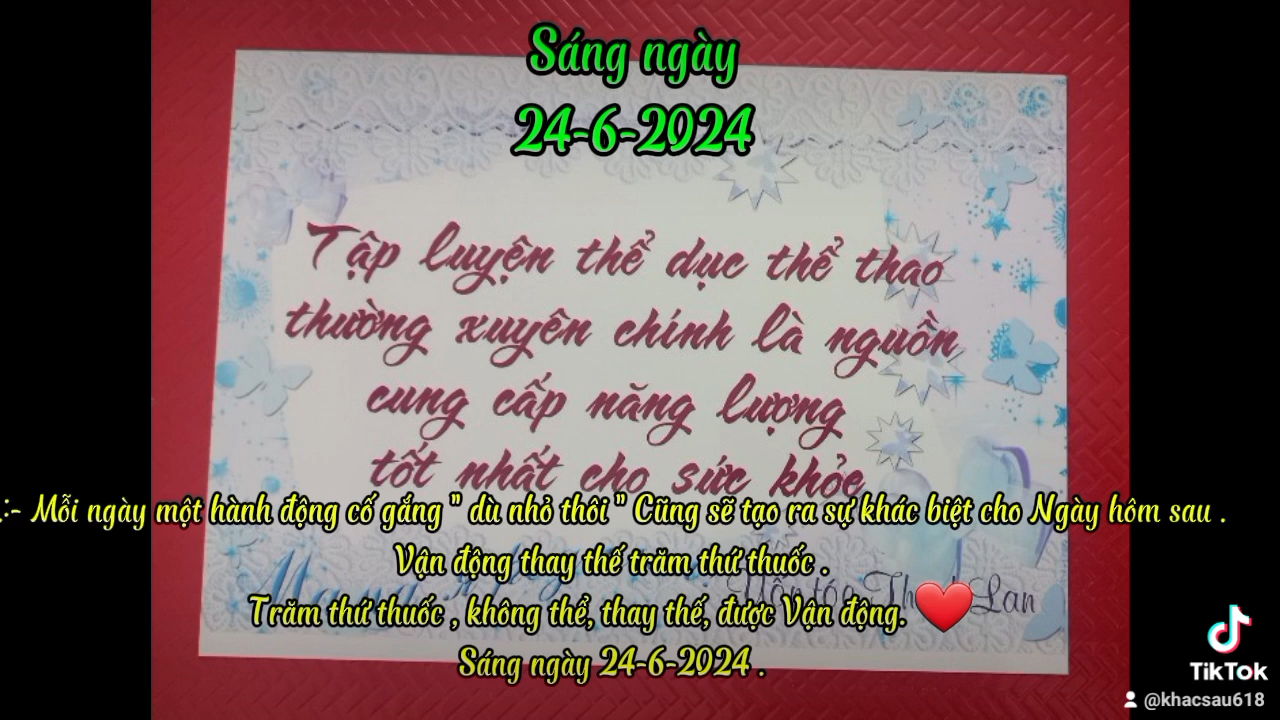 Sáng ngày
24-6-2024
Tập luyện thể dục thể thao
thường xuyên chính là nguồn
cung cấp năng lượng
tốt nhất cho sức khỏe
.:- Mỗi ngày một hành động cố gắng " dù nhỏ thôi " Cũng sẽ tạo ra sự khác biệt cho Ngày hôm sau .
Vận động thay thế trăm thứ thuốc .
Trăm thứ thuốc , không thể, thay thế, được Vận động. ❤️
Lan
Sáng ngày 24-6-2024 .
TikTok
@khacsau618